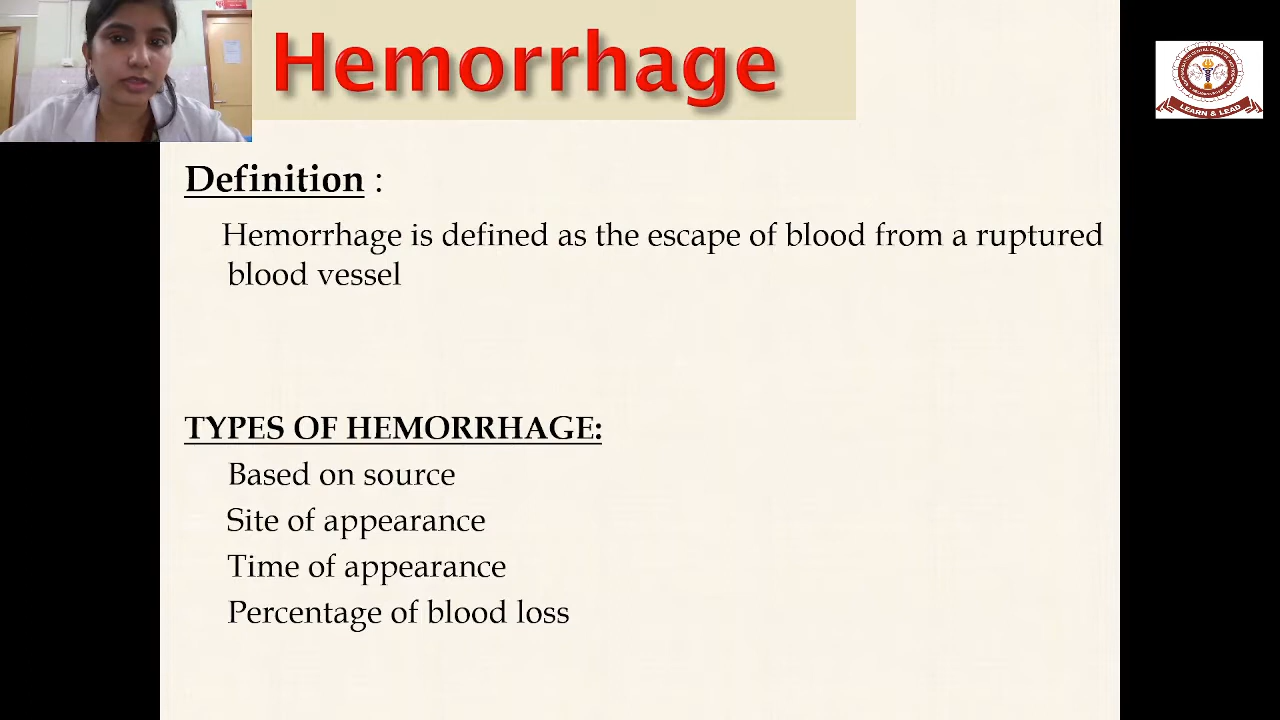 Hemorrhage
Definition :
Hemorrhage is defined as the escape of blood from a ruptured
blood vessel
TYPES OF HEMORRHAGE:
Based on source
Site of appearance
Time of appearance
Percentage of blood loss
LEARN & LEAD